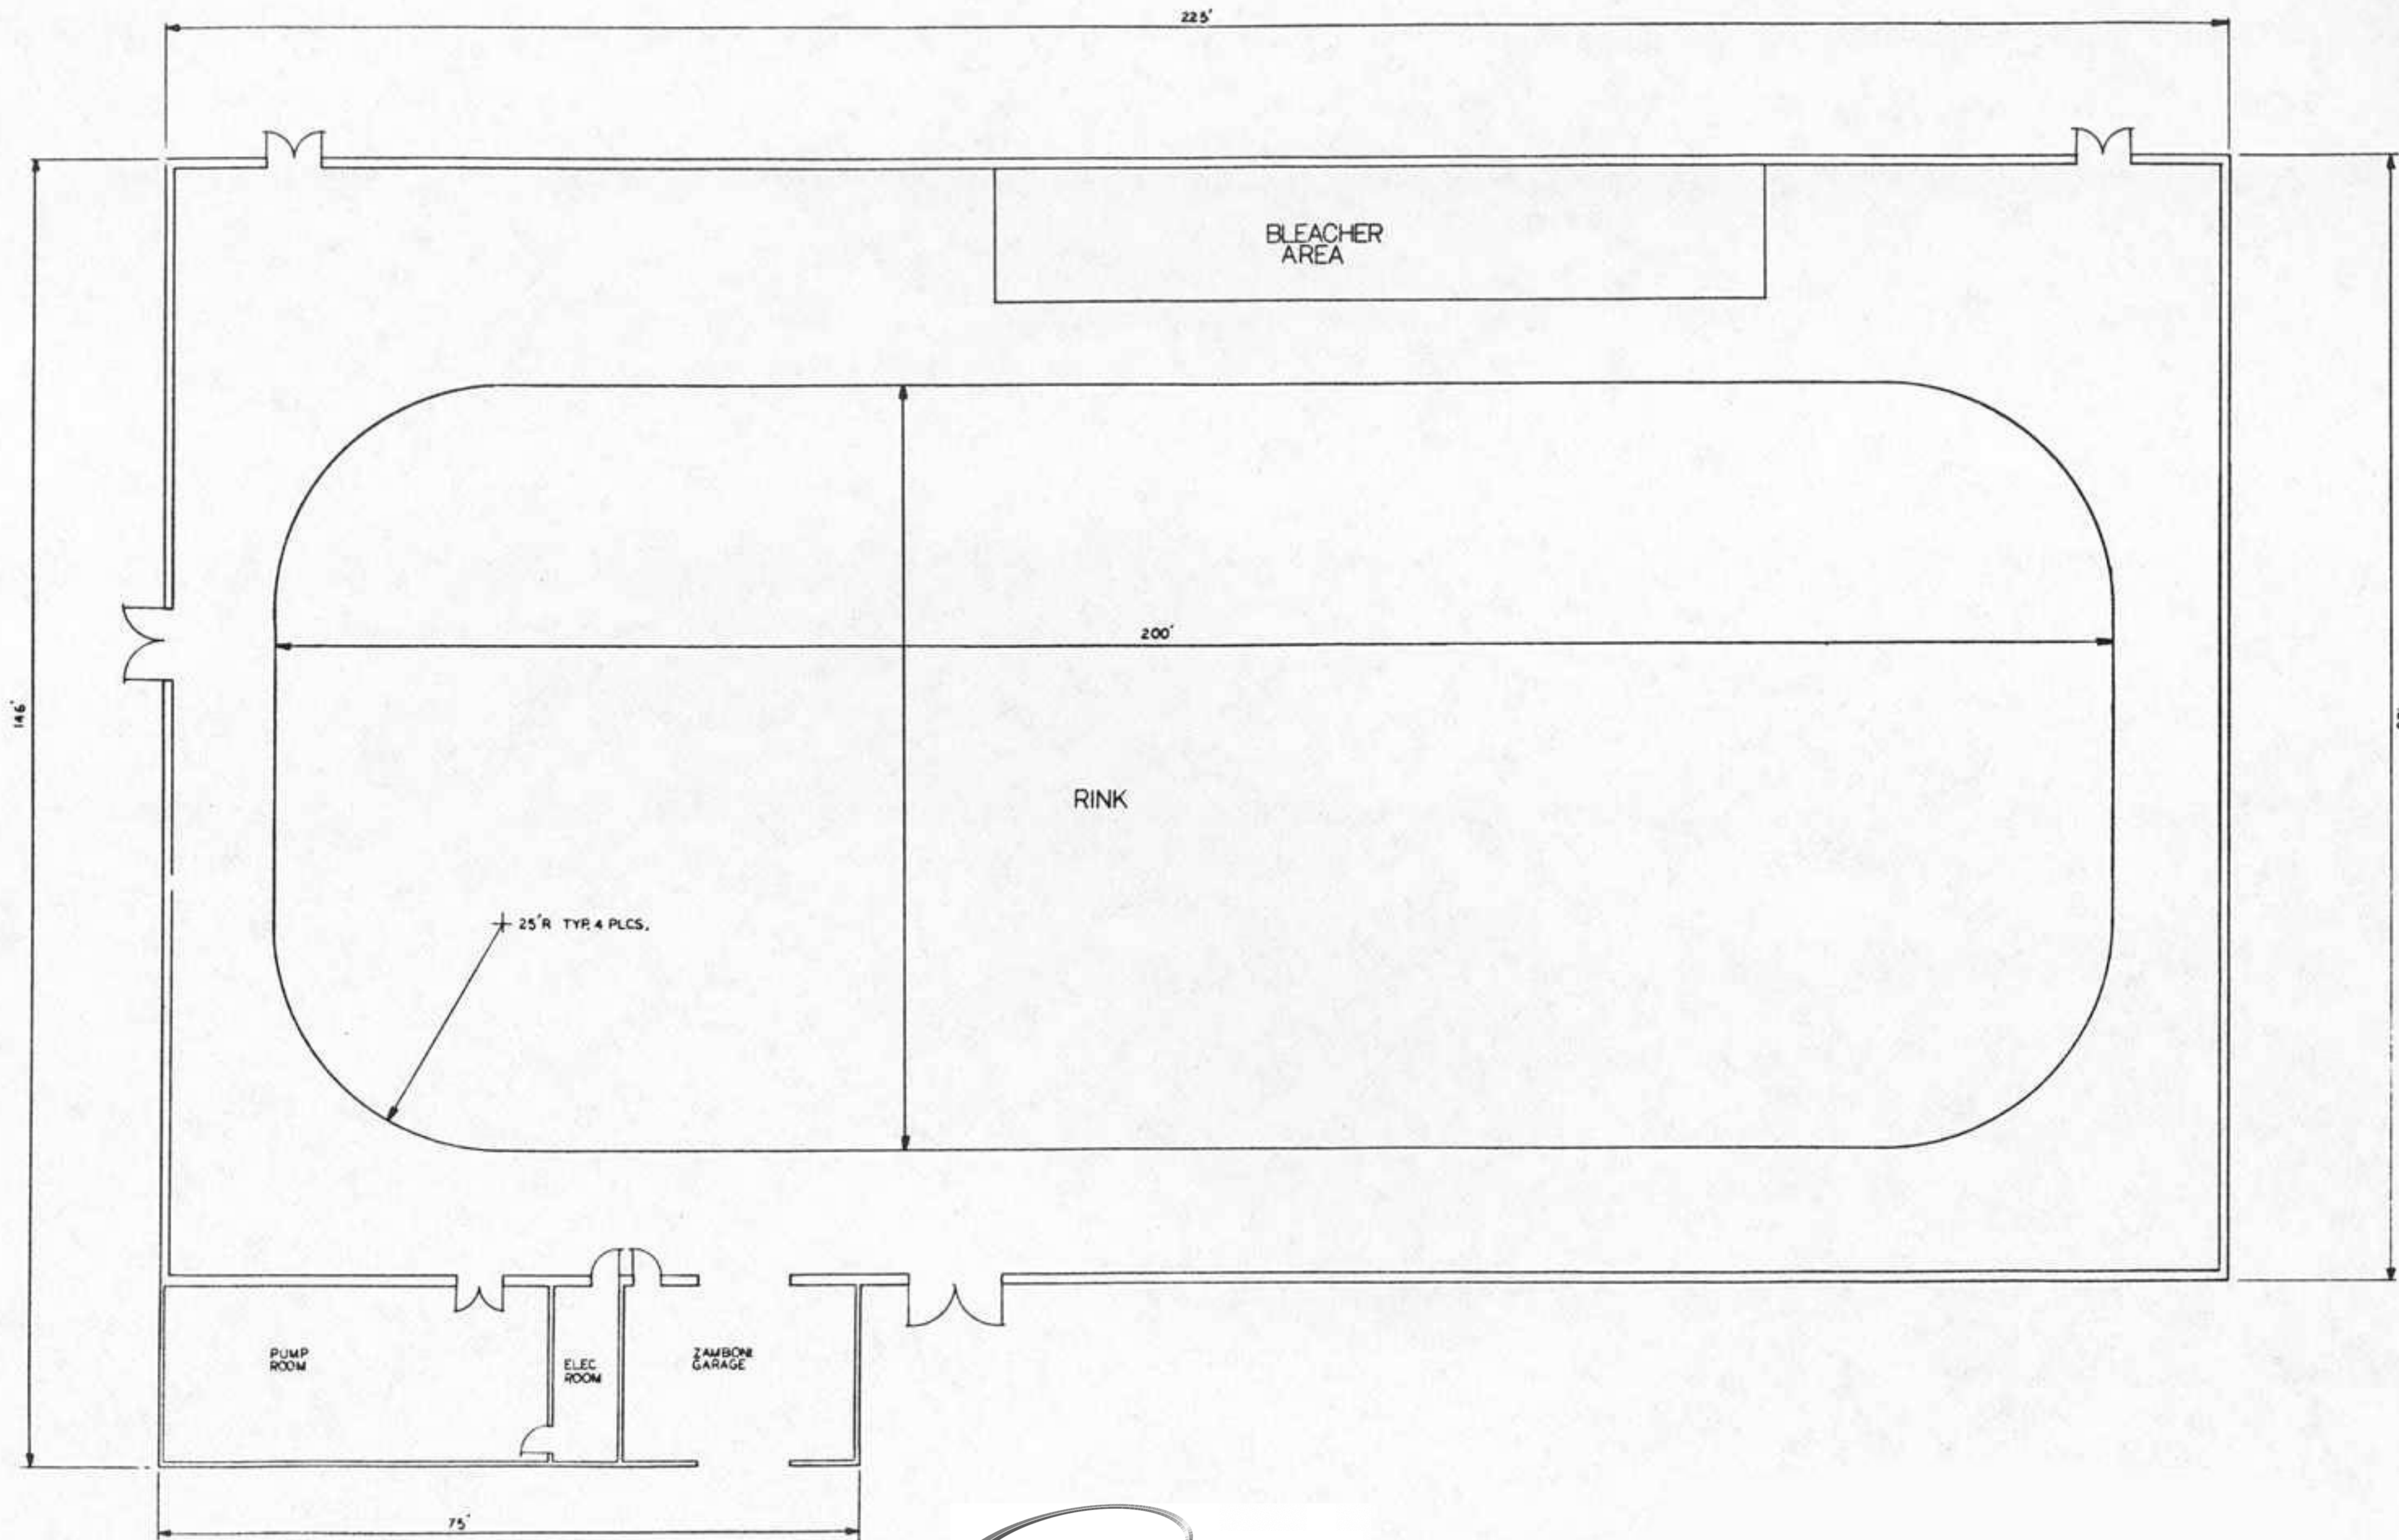 225'
BLEACHER
AREA
200'
146'
RINK
25'R TYP. 4 PLCS.
PUMP
ROOM
ELEC
ROOM
ZAMBONI
GARAGE
75'